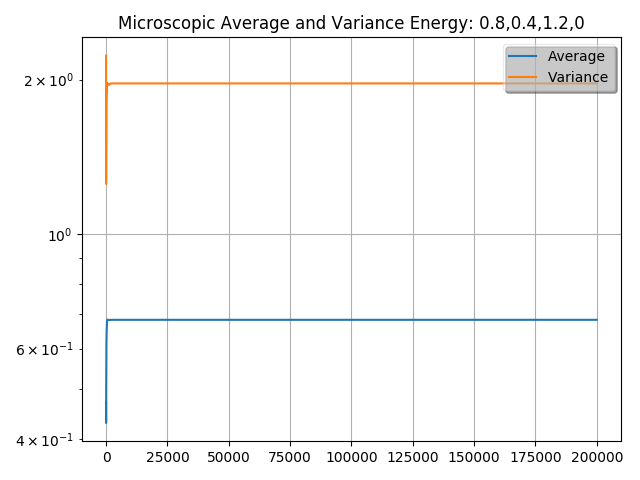 Microscopic Average and Variance Energy: 0.8,0.4,1.2,0
Average
Variance
2 × 10⁰
10⁰
6 × 10⁻¹
4 × 10⁻¹
0 25000 50000 75000 100000 125000 150000 175000 200000